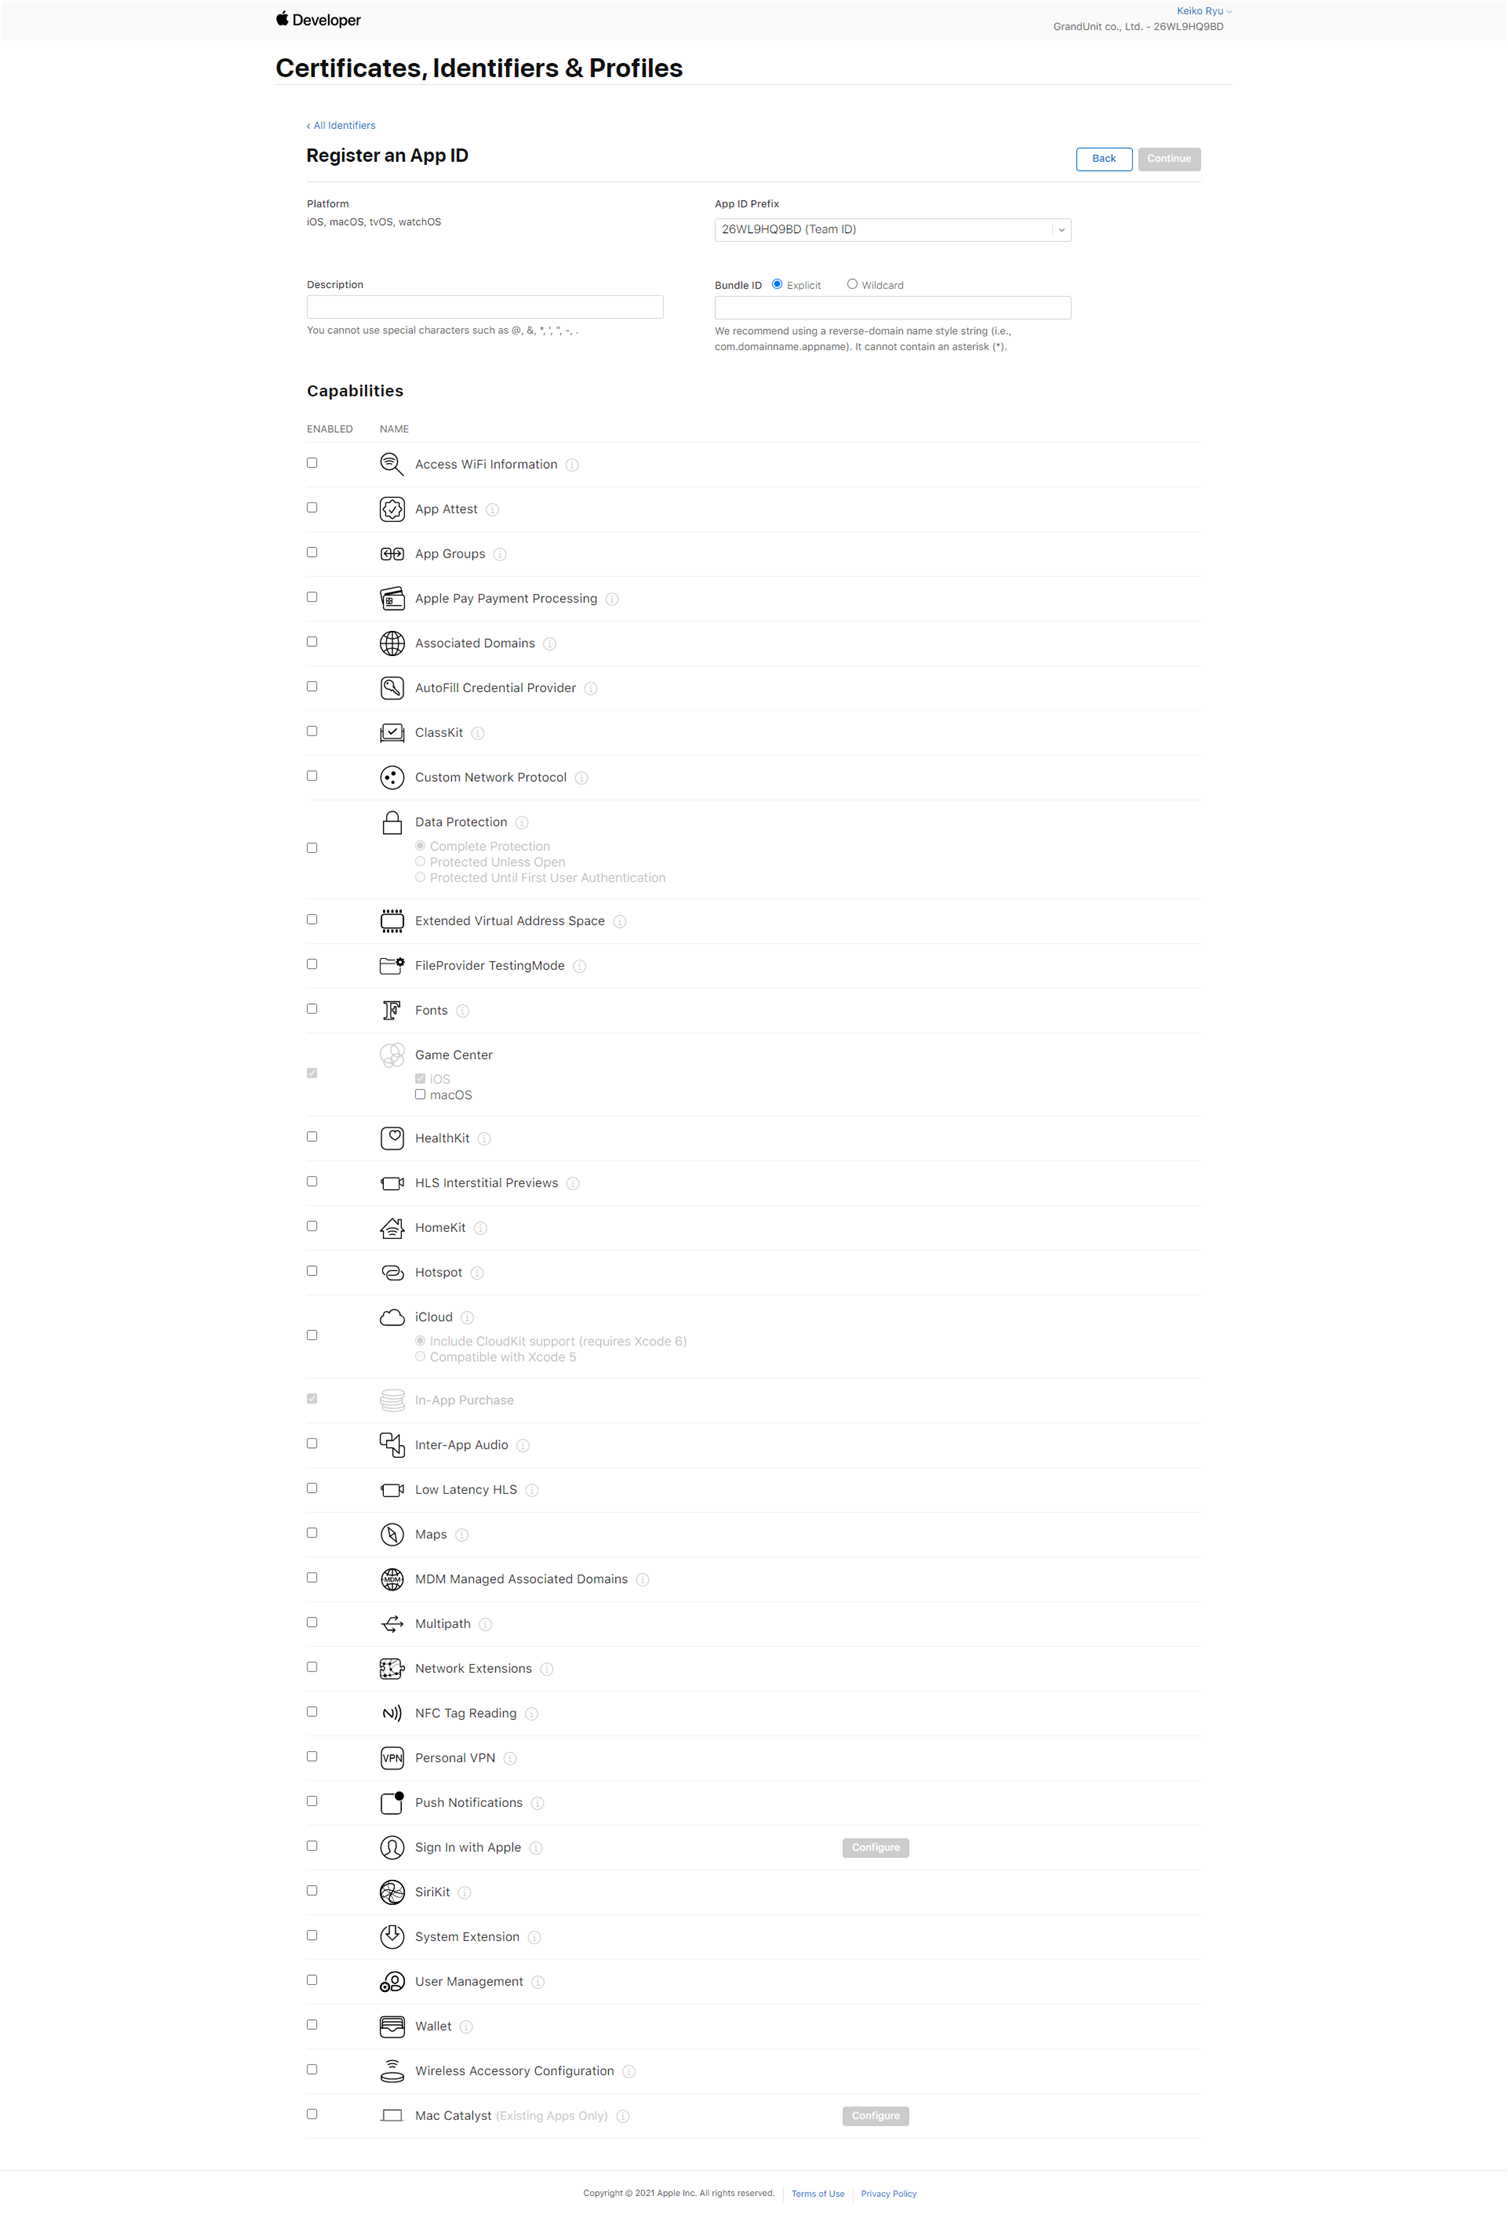 Developer
Keiko Ryu
GrandUnit co., Ltd. - 26WL9HQ9BD
Certificates, Identifiers & Profiles
‹ All Identifiers
Register an App ID
Back
Continue
Platform
iOS, macOS, tvOS, watchOS
App ID Prefix
26WL9HQ9BD (Team ID)
Description
You cannot use special characters such as @, &, *, ', ", -, .
Bundle ID
Explicit
Wildcard
We recommend using a reverse-domain name style string (i.e.,
com.domainname.appname). It cannot contain an asterisk (*).
Capabilities
ENABLED
NAME
Access WiFi Information
App Attest
App Groups
Apple Pay Payment Processing
Associated Domains
AutoFill Credential Provider
ClassKit
Custom Network Protocol
Data Protection
Complete Protection
Protected Unless Open
Protected Until First User Authentication
Extended Virtual Address Space
FileProvider TestingMode
Fonts
Game Center
iOS
macOS
HealthKit
HLS Interstitial Previews
HomeKit
Hotspot
iCloud
Include CloudKit support (requires Xcode 6)
Compatible with Xcode 5
In-App Purchase
Inter-App Audio
Low Latency HLS
Maps
MDM
MDM Managed Associated Domains
Multipath
Network Extensions
NFC Tag Reading
VPN
Personal VPN
Push Notifications
Sign In with Apple
Configure
SiriKit
System Extension
User Management
Wallet
Wireless Accessory Configuration
Mac Catalyst (Existing Apps Only)
Configure
Copyright © 2021 Apple Inc. All rights reserved.
Terms of Use
Privacy Policy